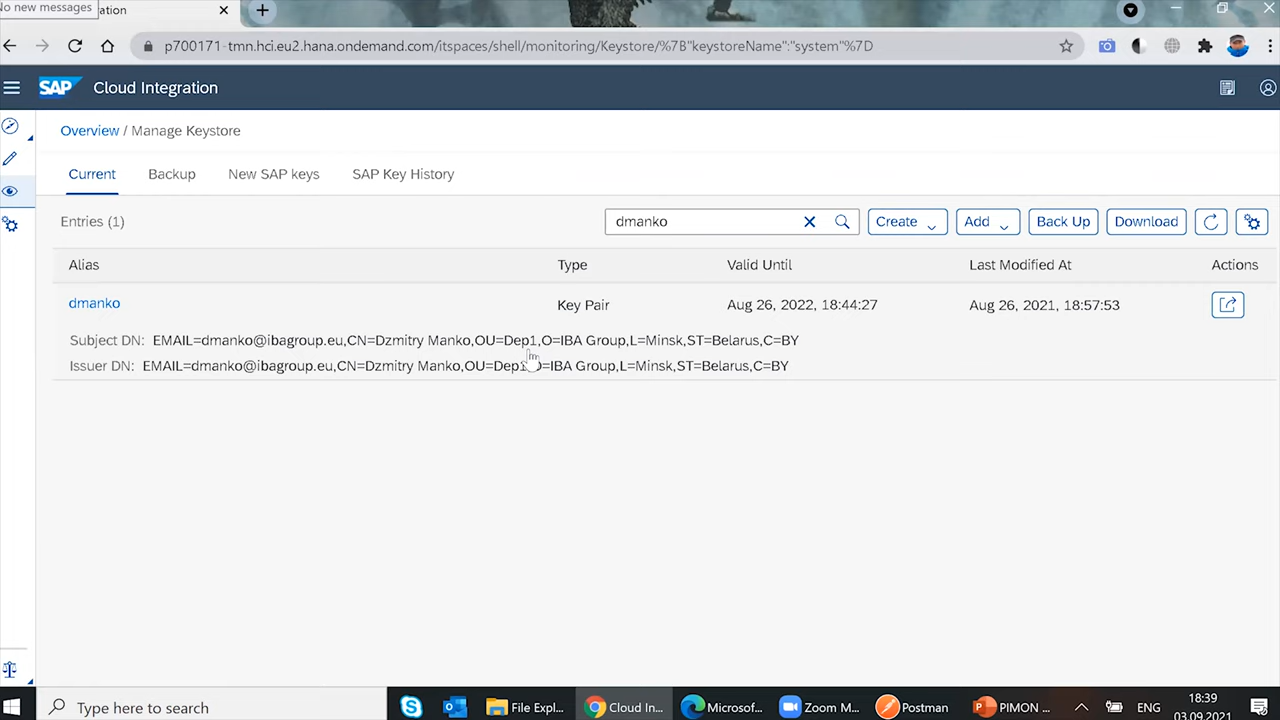 No new messages
ation
p700171-tmn.hci.eu2.hana.ondemand.com/itspaces/shell/monitoring/Keystore/%7B"keystoreName":"system"%7D
SAP Cloud Integration
Overview / Manage Keystore
Current Backup New SAP keys SAP Key History
Entries (1) dmanko Create Add Back Up Download
Alias Type Valid Until Last Modified At Actions
dmanko Key Pair Aug 26, 2022, 18:44:27 Aug 26, 2021, 18:57:53
Subject DN: EMAIL=dmanko@ibagroup.eu,CN=Dzmitry Manko,OU=Dep1,O=IBA Group,L=Minsk,ST=Belarus,C=BY
Issuer DN: EMAIL=dmanko@ibagroup.eu,CN=Dzmitry Manko,OU=Dep1,O=IBA Group,L=Minsk,ST=Belarus,C=BY
Type here to search File Expl... Cloud In... Microsof... Zoom M... Postman PIMON ... ENG 18:39
03.09.2021